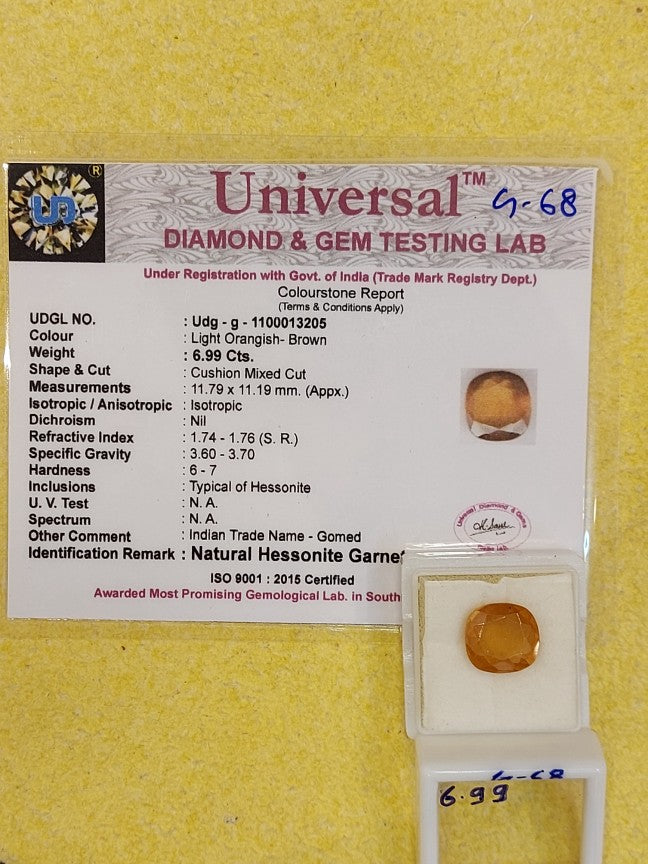 UD ®
Universal™ G-68
DIAMOND & GEM TESTING LAB
Under Registration with Govt. of India (Trade Mark Registry Dept.)
Colourstone Report
(Terms & Conditions Apply)
UDGL NO. : Udg - g - 1100013205
Colour : Light Orangish- Brown
Weight : 6.99 Cts.
Shape & Cut : Cushion Mixed Cut
Measurements : 11.79 x 11.19 mm. (Appx.)
Isotropic / Anisotropic : Isotropic
Dichroism : Nil
Refractive Index : 1.74 - 1.76 (S. R.)
Specific Gravity : 3.60 - 3.70
Hardness : 6 - 7
Inclusions : Typical of Hessonite
U. V. Test : N. A.
Spectrum : N. A.
Other Comment : Indian Trade Name - Gomed
Identification Remark : Natural Hessonite Garnet
Universal Diamond & Gems
ISO 9001 : 2015 Certified
Awarded Most Promising Gemological Lab. in South
G-68
6.99